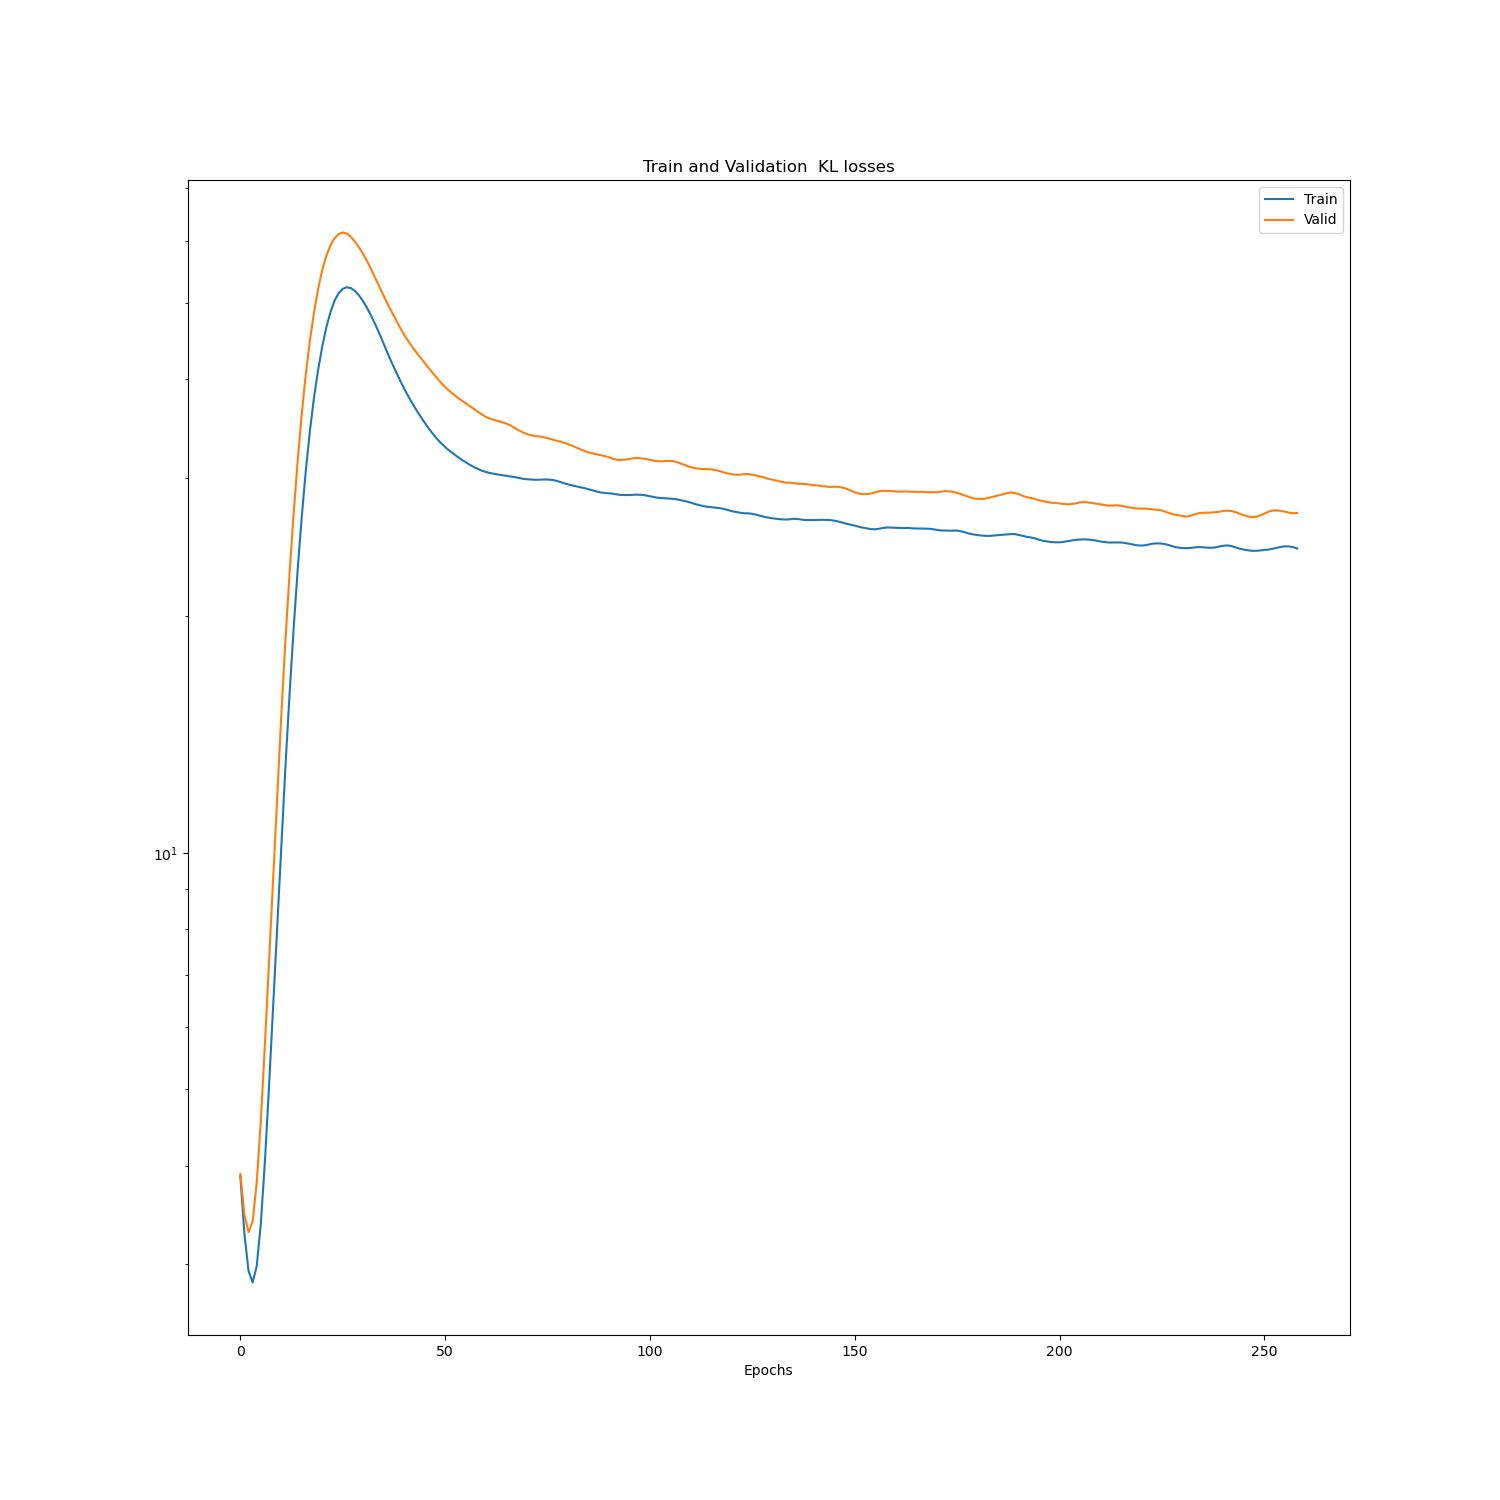 Train and Validation  KL losses
Train
Valid
10¹
0 50 100 150 200 250
Epochs